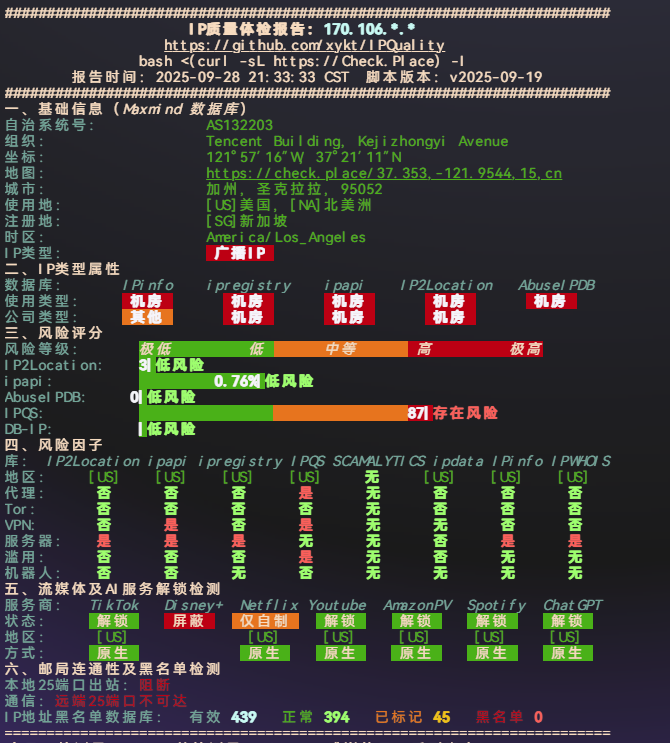 ########################################################################
IP质量体检报告：170.106.*.*
https://github.com/xykt/IPQuality
bash <(curl -sL https://Check.Place) -I
报告时间：2025-09-28 21:33:33 CST 脚本版本：v2025-09-19
########################################################################
一、基础信息（Maxmind 数据库）
自治系统号： AS132203
组织： Tencent Building, Kejizhongyi Avenue
坐标： 121°57′16″W, 37°21′11″N
地图： https://check.place/37.353,-121.9544,15,cn
城市： 加州, 圣克拉拉, 95052
使用地： [US]美国, [NA]北美洲
注册地： [SG]新加坡
时区： America/Los_Angeles
IP类型： 广播IP
二、IP类型属性
数据库： IPinfo ipregistry ipapi IP2Location AbuseIPDB
使用类型： 机房 机房 机房 机房 机房
公司类型： 其他 机房 机房 机房
三、风险评分
风险等级： 极低 低 中等 高 极高
IP2Location： 3|低风险
ipapi： 0.76%|低风险
AbuseIPDB： 0|低风险
IPQS： 87|存在风险
DB-IP： |低风险
四、风险因子
库： IP2Location ipapi ipregistry IPQS SCAMALYTICS ipdata IPinfo IPWHOIS
地区： [US] [US] [US] [US] 无 [US] [US] [US]
代理： 否 否 否 是 无 否 否 否
Tor： 否 否 否 否 无 否 否 否
VPN： 否 是 否 是 无 无 否 否
服务器： 是 是 是 无 无 否 是 是
滥用： 否 否 否 是 无 否 无 无
机器人： 否 否 无 否 无 无 无 无
五、流媒体及AI服务解锁检测
服务商： TikTok Disney+ Netflix Youtube AmazonPV Spotify ChatGPT
状态： 解锁 屏蔽 仅自制 解锁 解锁 解锁 解锁
地区： [US] [US] [US] [US] [US] [US]
方式： 原生 原生 原生 原生 原生 原生
六、邮局连通性及黑名单检测
本地25端口出站：阻断
通信：远端25端口不可达
IP地址黑名单数据库： 有效 439 正常 394 已标记 45 黑名单 0
========================================================================